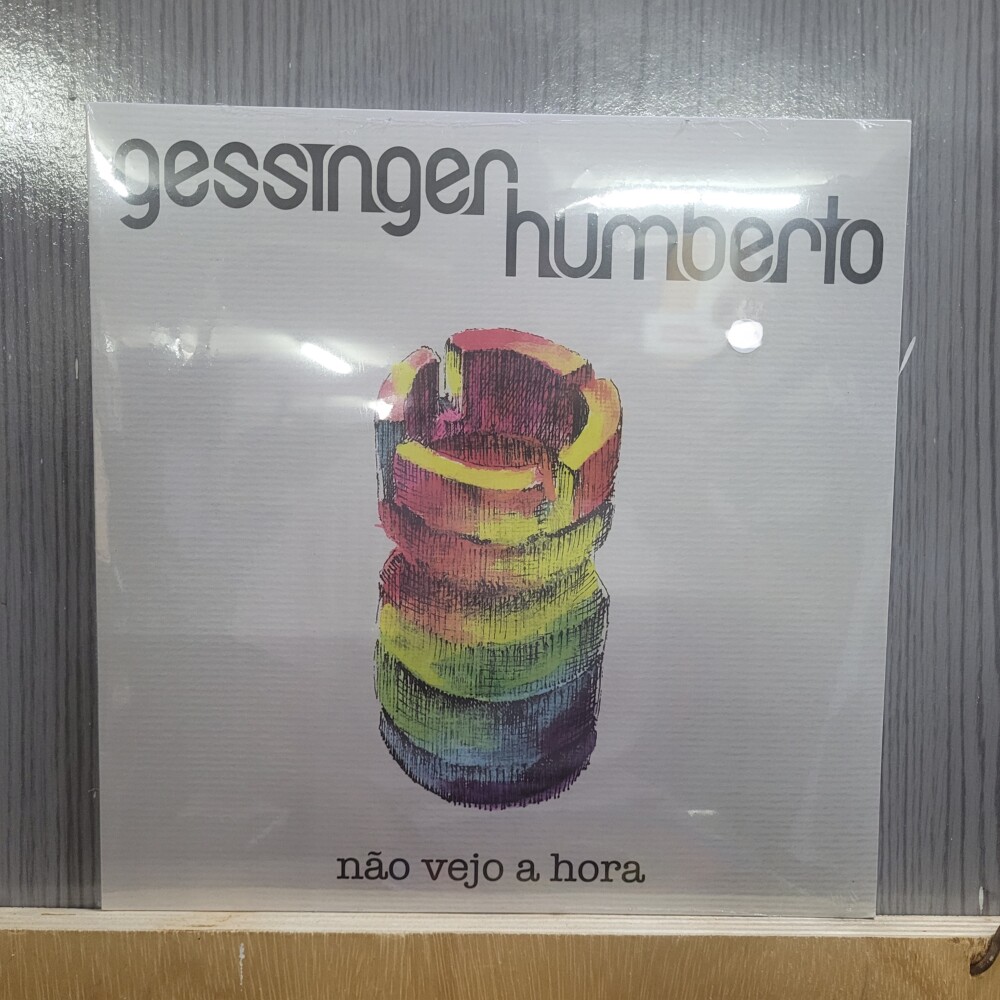 gessinger
humberto
não vejo a hora